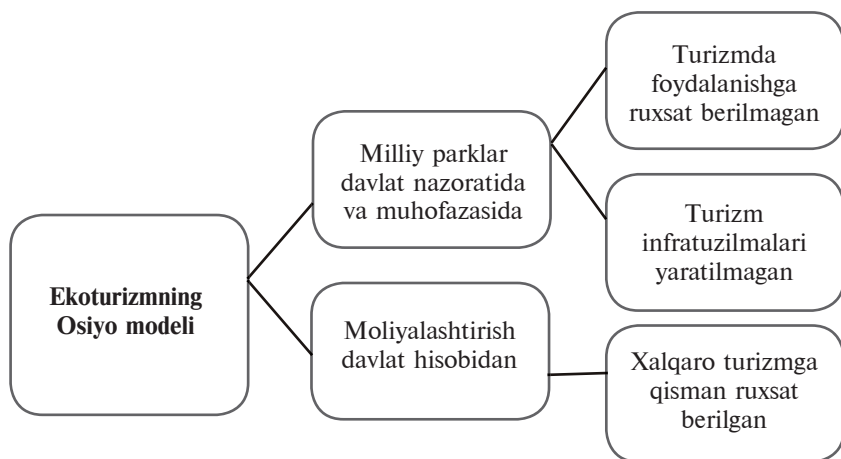 Ekoturizmning
Osiyo modeli
Milliy parklar
davlat nazoratida
va muhofazasida
Turizmda
foydalanishga
ruxsat berilmagan
Turizm
infratuzilmalari
yaratilmagan
Moliyalashtirish
davlat hisobidan
Xalqaro turizmga
qisman ruxsat
berilgan